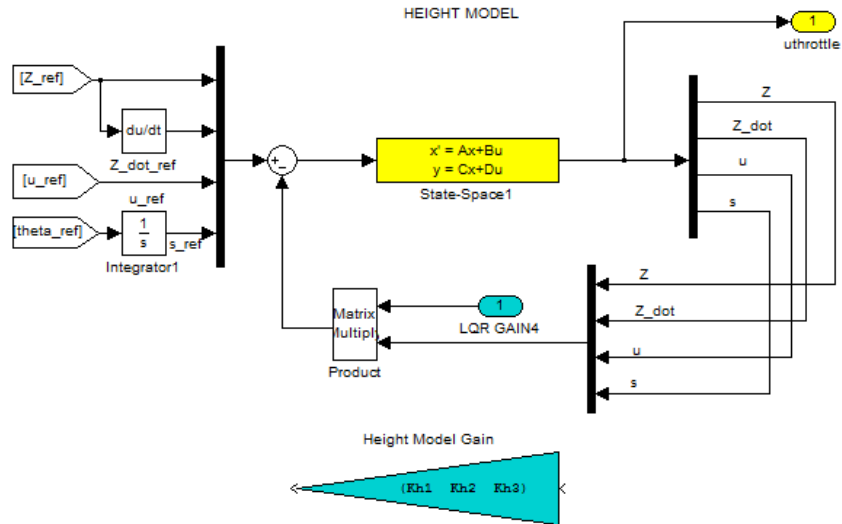 HEIGHT MODEL
1
uthrottle
[Z_ref]
du/dt
Z_dot_ref
[u_ref]
u_ref
[theta_ref]
1
s
s_ref
Integrator1
+
−
x' = Ax+Bu
y = Cx+Du
State-Space1
Z
Z_dot
u
s
Z
Z_dot
u
s
Matrix
Multiply
Product
1
LQR GAIN4
Height Model Gain
(Kh1 Kh2 Kh3)